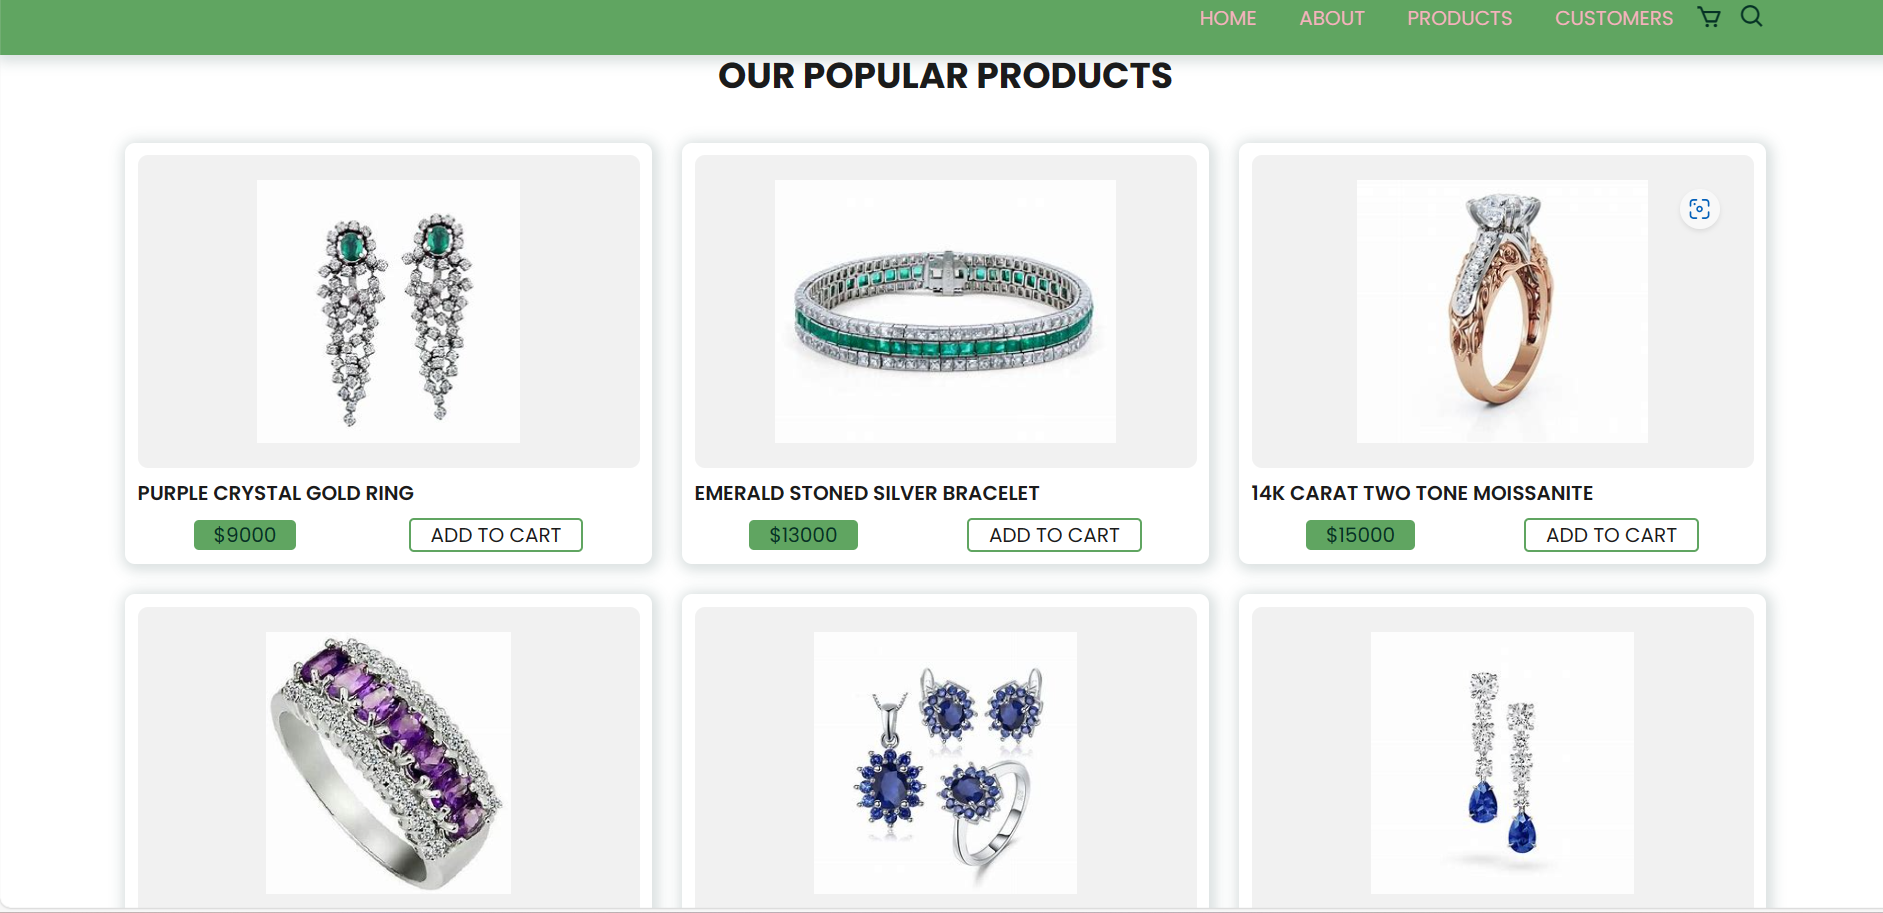 HOME ABOUT PRODUCTS CUSTOMERS
OUR POPULAR PRODUCTS
PURPLE CRYSTAL GOLD RING
$9000 ADD TO CART
EMERALD STONED SILVER BRACELET
$13000 ADD TO CART
14K CARAT TWO TONE MOISSANITE
$15000 ADD TO CART